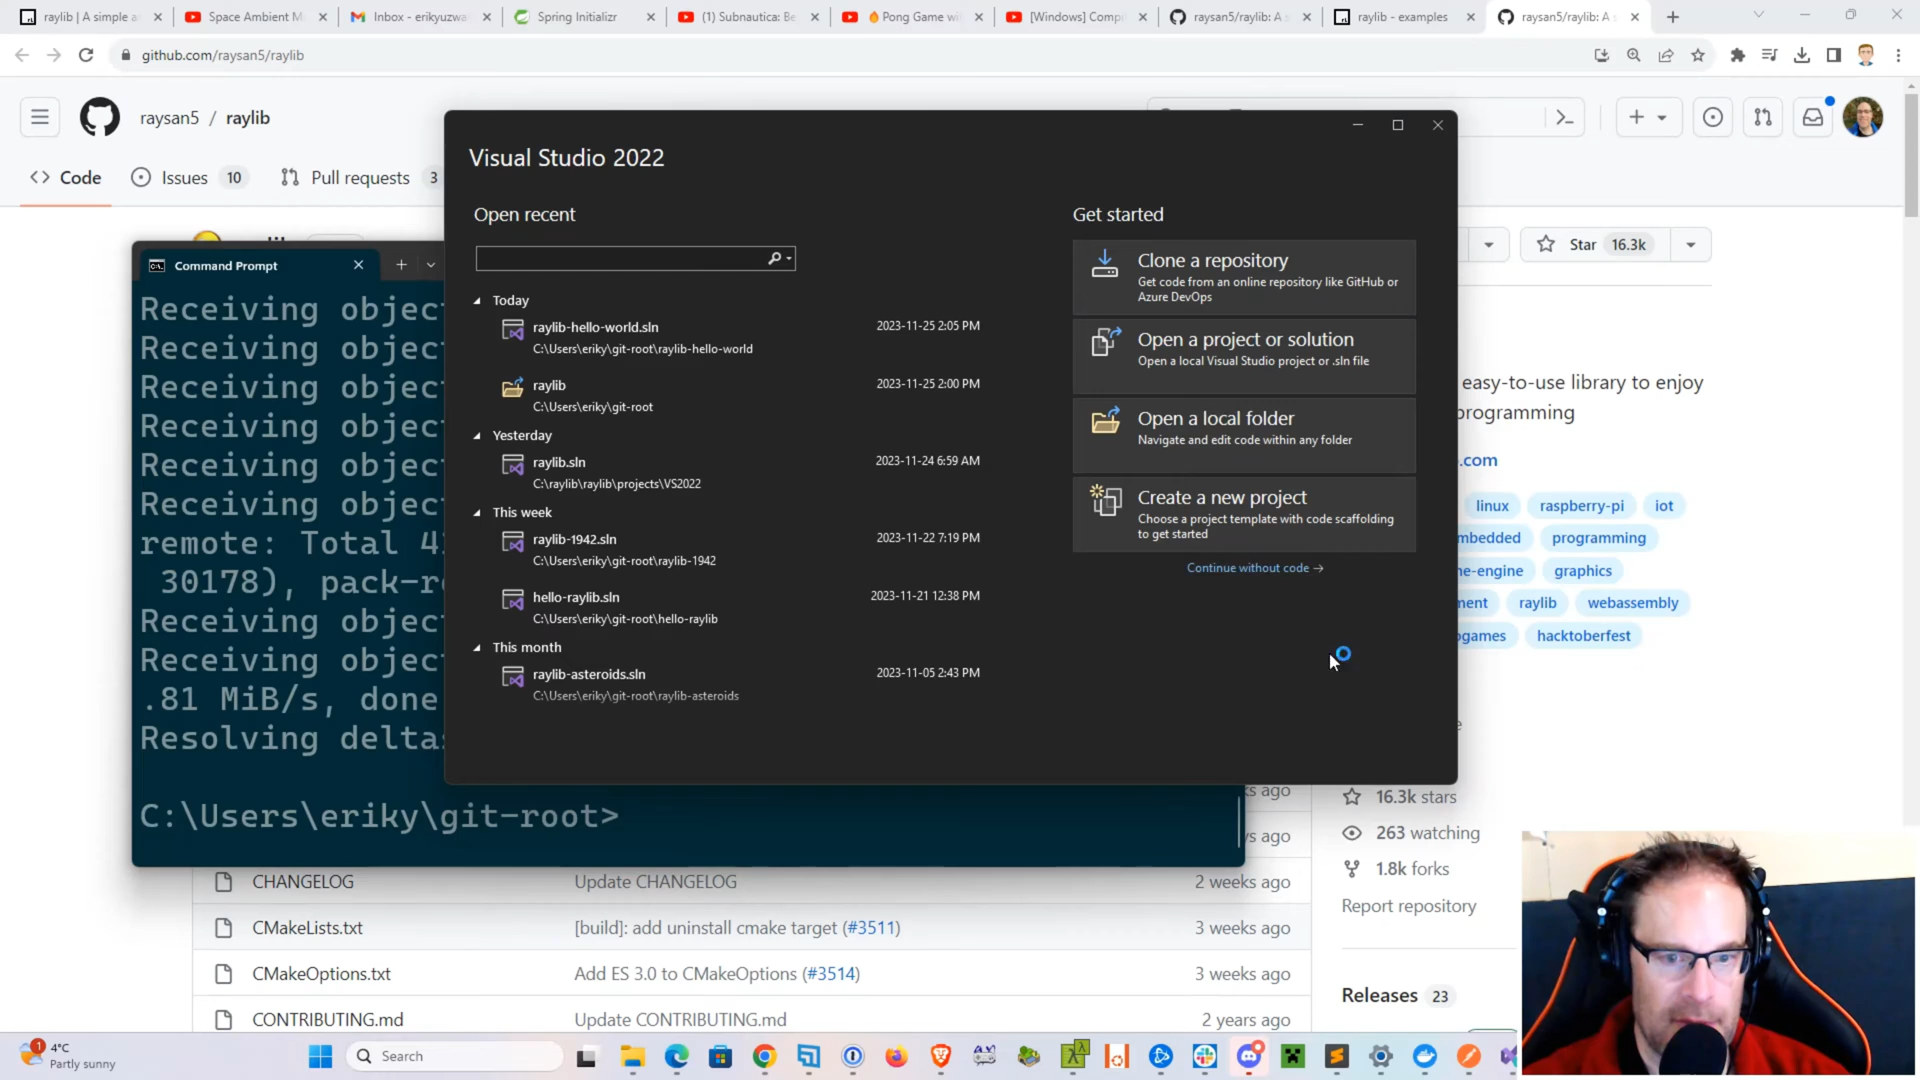 raylib | A simple a
Space Ambient M
Inbox - erikyuzwa
Spring Initializr
(1) Subnautica: Be
Pong Game wi
[Windows] Compi
raysan5/raylib: A s
raylib - examples
raysan5/raylib: A s
github.com/raysan5/raylib
raysan5 / raylib
Code
Issues 10
Pull requests 3
Star 16.3k
Visual Studio 2022
Open recent
Today
raylib-hello-world.sln
2023-11-25 2:05 PM
C:\Users\eriky\git-root\raylib-hello-world
raylib
2023-11-25 2:00 PM
C:\Users\eriky\git-root
Yesterday
raylib.sln
2023-11-24 6:59 AM
C:\raylib\raylib\projects\VS2022
This week
raylib-1942.sln
2023-11-22 7:19 PM
C:\Users\eriky\git-root\raylib-1942
hello-raylib.sln
2023-11-21 12:38 PM
C:\Users\eriky\git-root\hello-raylib
This month
raylib-asteroids.sln
2023-11-05 2:43 PM
C:\Users\eriky\git-root\raylib-asteroids
Get started
Clone a repository
Get code from an online repository like GitHub or
Azure DevOps
Open a project or solution
Open a local Visual Studio project or .sln file
Open a local folder
Navigate and edit code within any folder
Create a new project
Choose a project template with code scaffolding
to get started
Continue without code →
Command Prompt
Receiving objec
Receiving objec
Receiving objec
Receiving objec
Receiving objec
Receiving objec
remote: Total 4
30178), pack-r
Receiving objec
Receiving objec
.81 MiB/s, done
Resolving deltas
C:\Users\eriky\git-root>
easy-to-use library to enjoy
programming
.com
linux
raspberry-pi
iot
mbedded
programming
ne-engine
graphics
ment
raylib
webassembly
ogames
hacktoberfest
16.3k stars
263 watching
1.8k forks
Report repository
Releases 23
ks ago
ys ago
CHANGELOG
Update CHANGELOG
2 weeks ago
CMakeLists.txt
[build]: add uninstall cmake target (#3511)
3 weeks ago
CMakeOptions.txt
Add ES 3.0 to CMakeOptions (#3514)
3 weeks ago
CONTRIBUTING.md
Update CONTRIBUTING.md
2 years ago
1
4°C
Partly sunny
Search